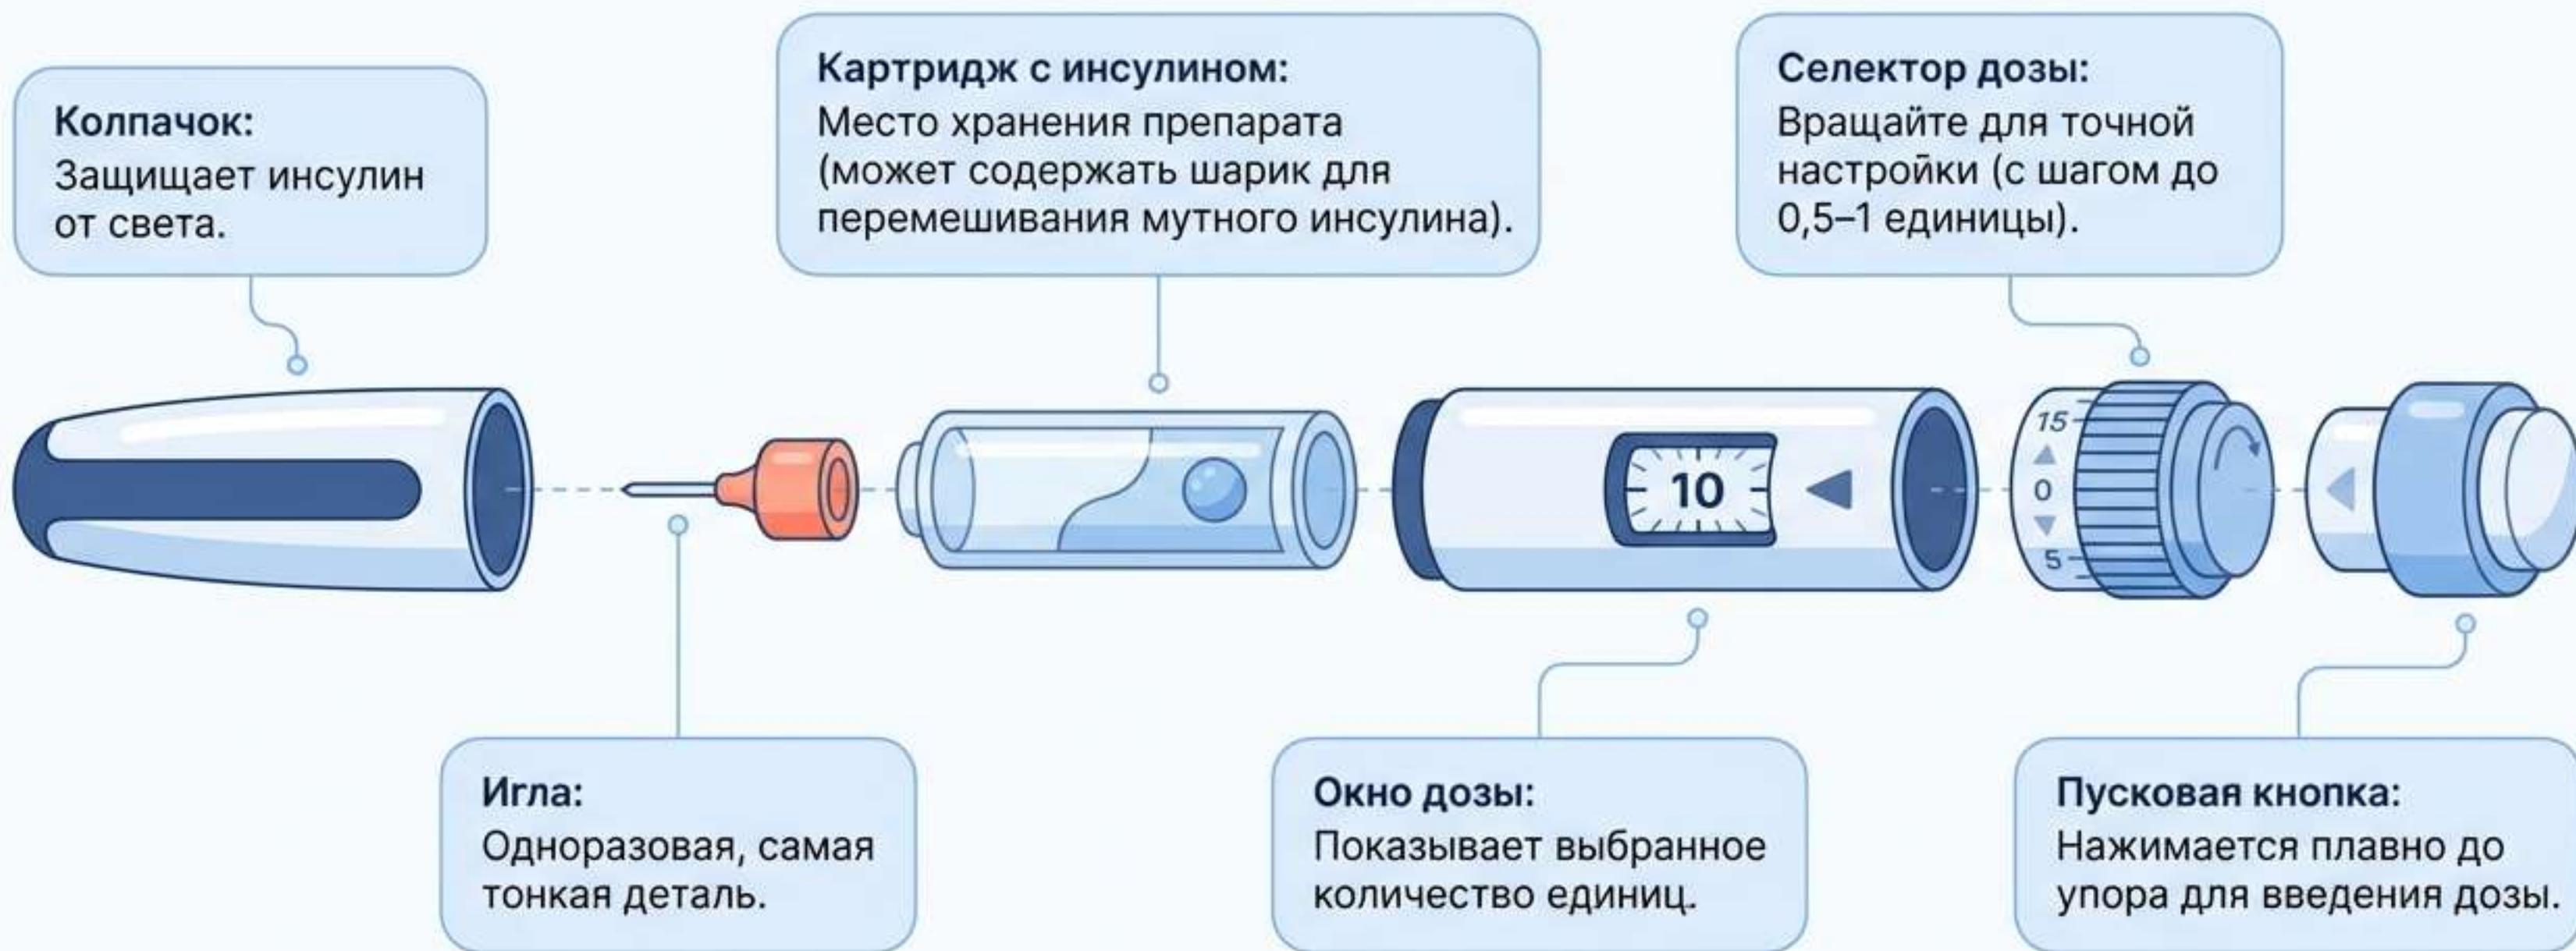 Колпачок:
Защищает инсулин
от света.
Картридж с инсулином:
Место хранения препарата
(может содержать шарик для
перемешивания мутного инсулина).
Селектор дозы:
Вращайте для точной
настройки (с шагом до
0,5–1 единицы).
10
15
0
5
Игла:
Одноразовая, самая
тонкая деталь.
Окно дозы:
Показывает выбранное
количество единиц.
Пусковая кнопка:
Нажимается плавно до
упора для введения дозы.